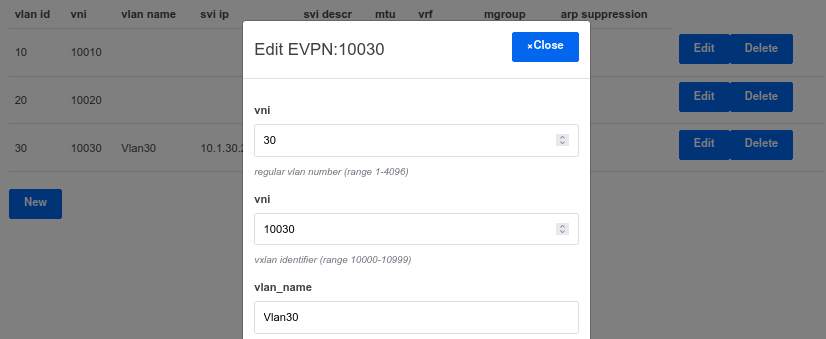 vlan id vni vlan name svi ip svi descr mtu vrf mgroup arp suppression
Edit EVPN:10030 ×Close
10 10010 Edit Delete
vni
20 10020 Edit Delete
30
30 10030 Vlan30 10.1.30. Edit Delete
regular vlan number (range 1-4096)
New
vni
10030
vxlan identifier (range 10000-10999)
vlan_name
Vlan30